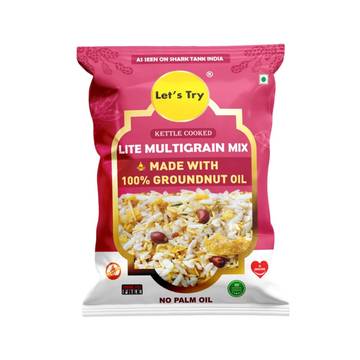 AS SEEN ON SHARK TANK INDIA
Let's Try
®
KETTLE COOKED
LITE MULTIGRAIN MIX
MADE WITH
100% GROUNDNUT OIL
FREE
NO PALM OIL